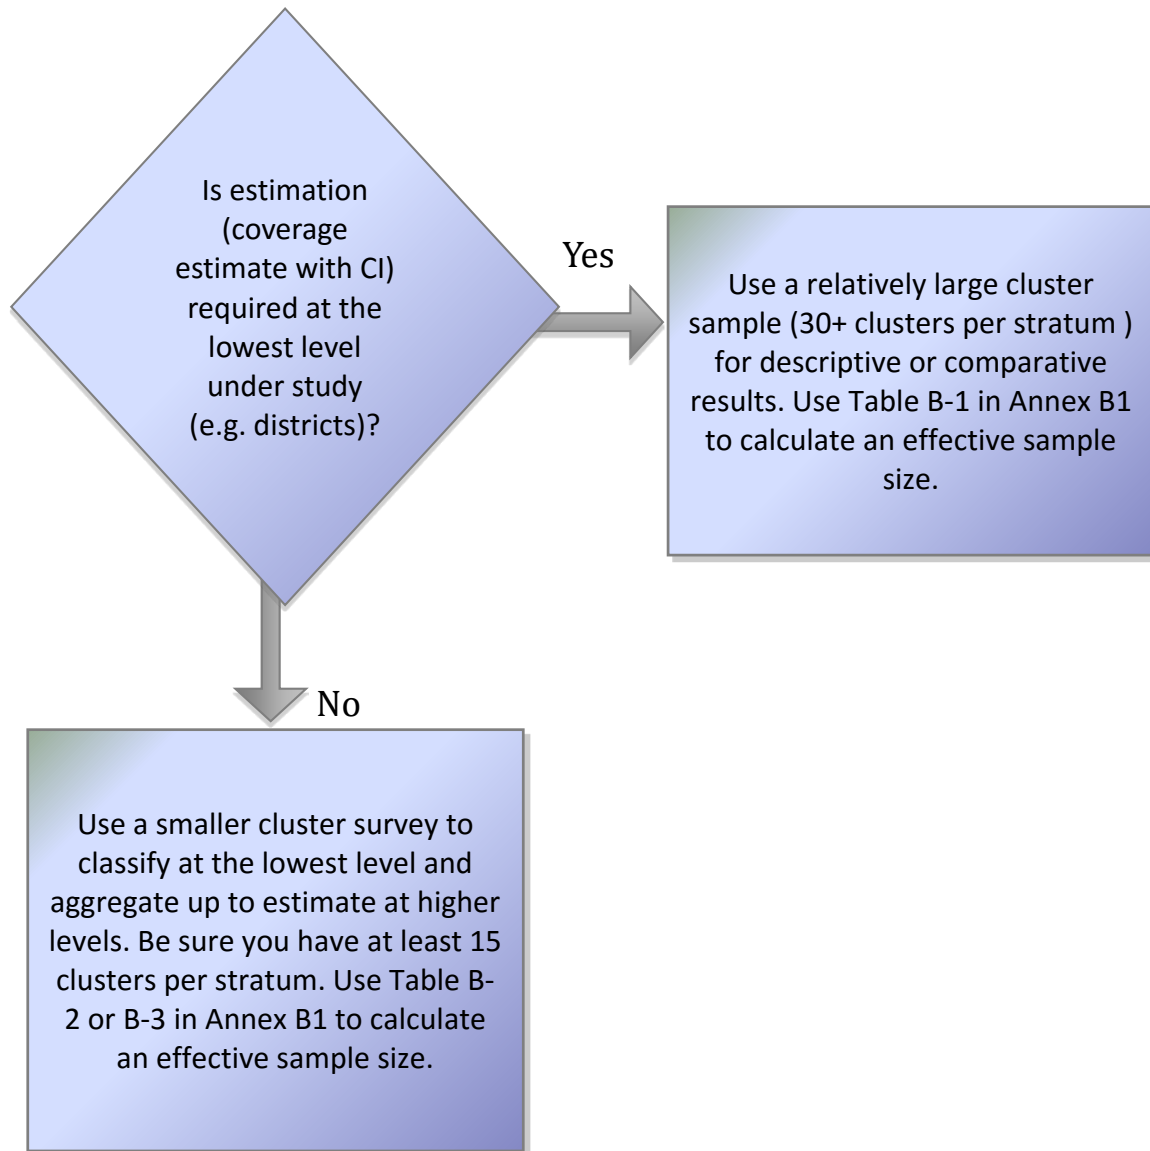 Is estimation
(coverage
estimate with CI)
required at the
lowest level
under study
(e.g. districts)?
Yes
Use a relatively large cluster
sample (30+ clusters per stratum )
for descriptive or comparative
results. Use Table B-1 in Annex B1
to calculate an effective sample
size.
No
Use a smaller cluster survey to
classify at the lowest level and
aggregate up to estimate at higher
levels. Be sure you have at least 15
clusters per stratum. Use Table B-
2 or B-3 in Annex B1 to calculate
an effective sample size.